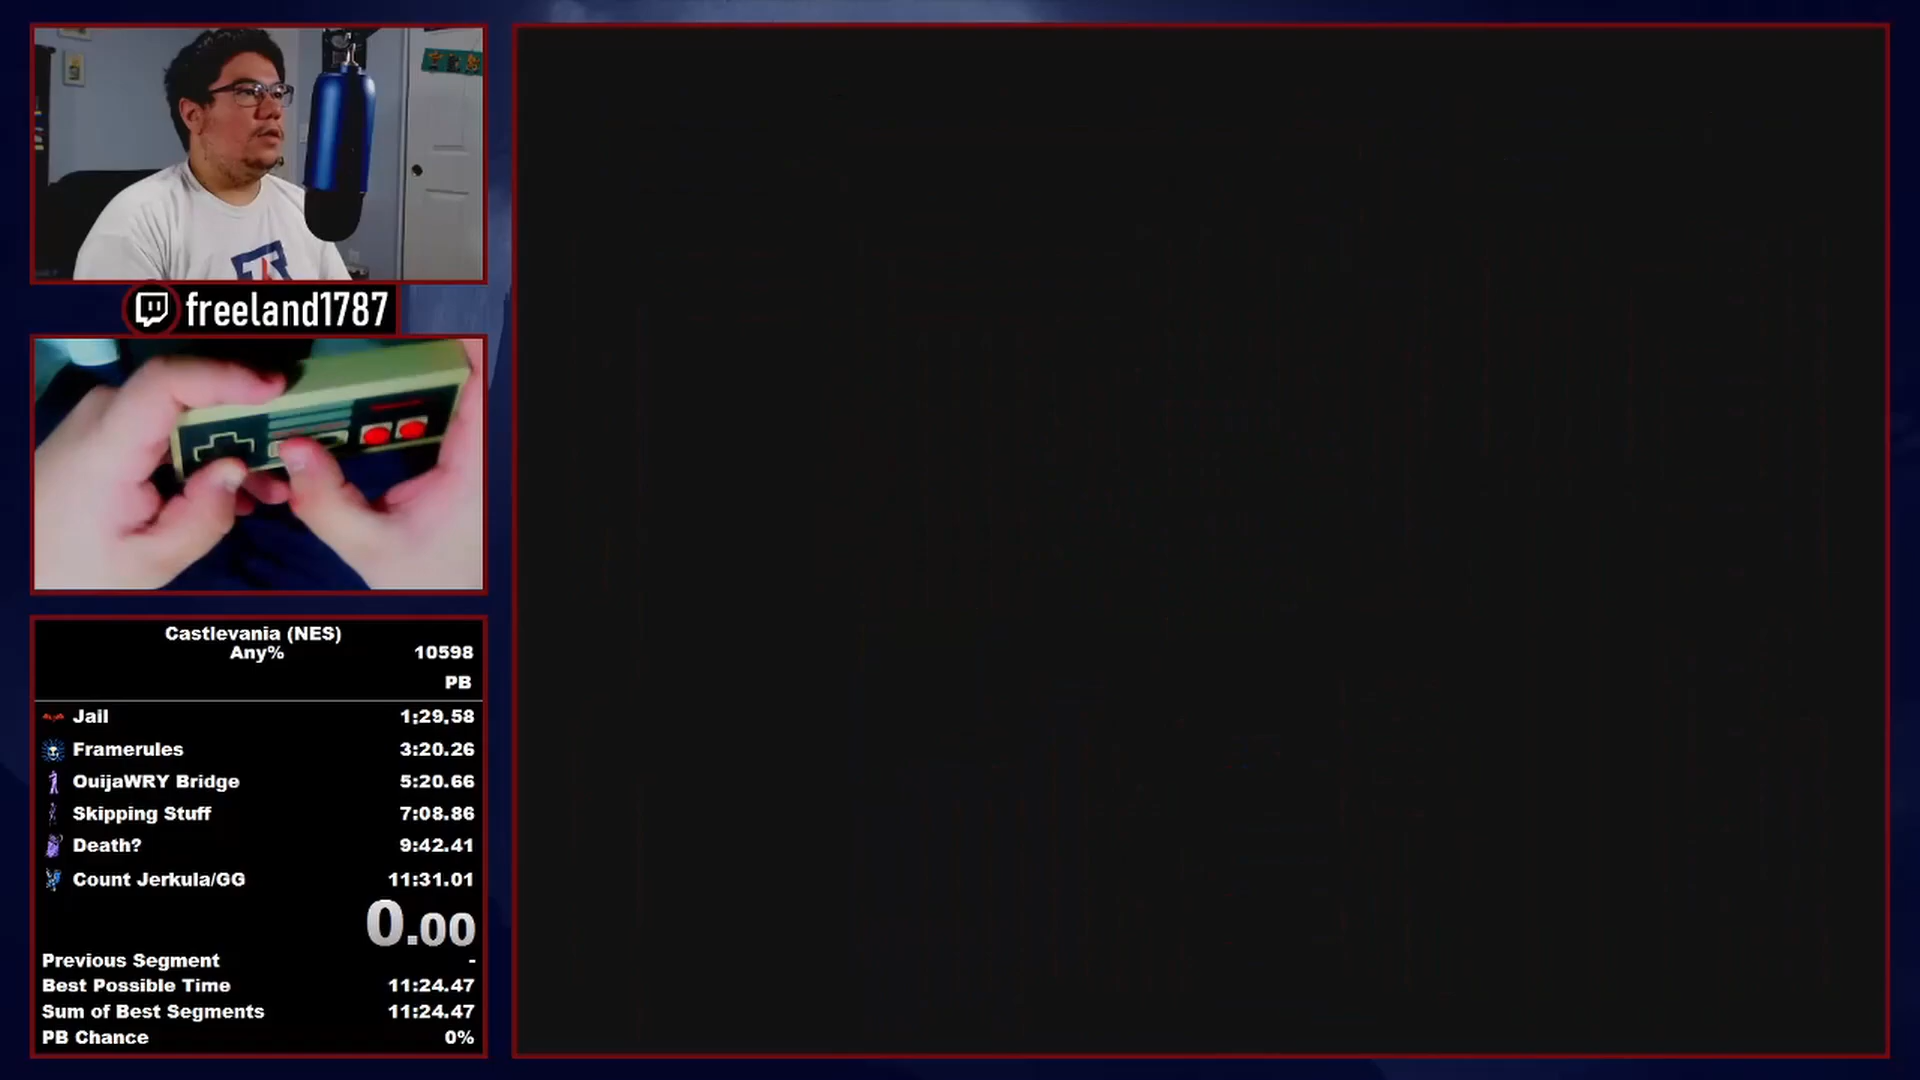 freeland1787
Castlevania (NES)
Any% 10598
PB
Jail 1:29.58
Framerules 3:20.26
OuijaWRY Bridge 5:20.66
Skipping Stuff 7:08.86
Death? 9:42.41
Count Jerkula/GG 11:31.01
0.00
Previous Segment -
Best Possible Time 11:24.47
Sum of Best Segments 11:24.47
PB Chance 0%